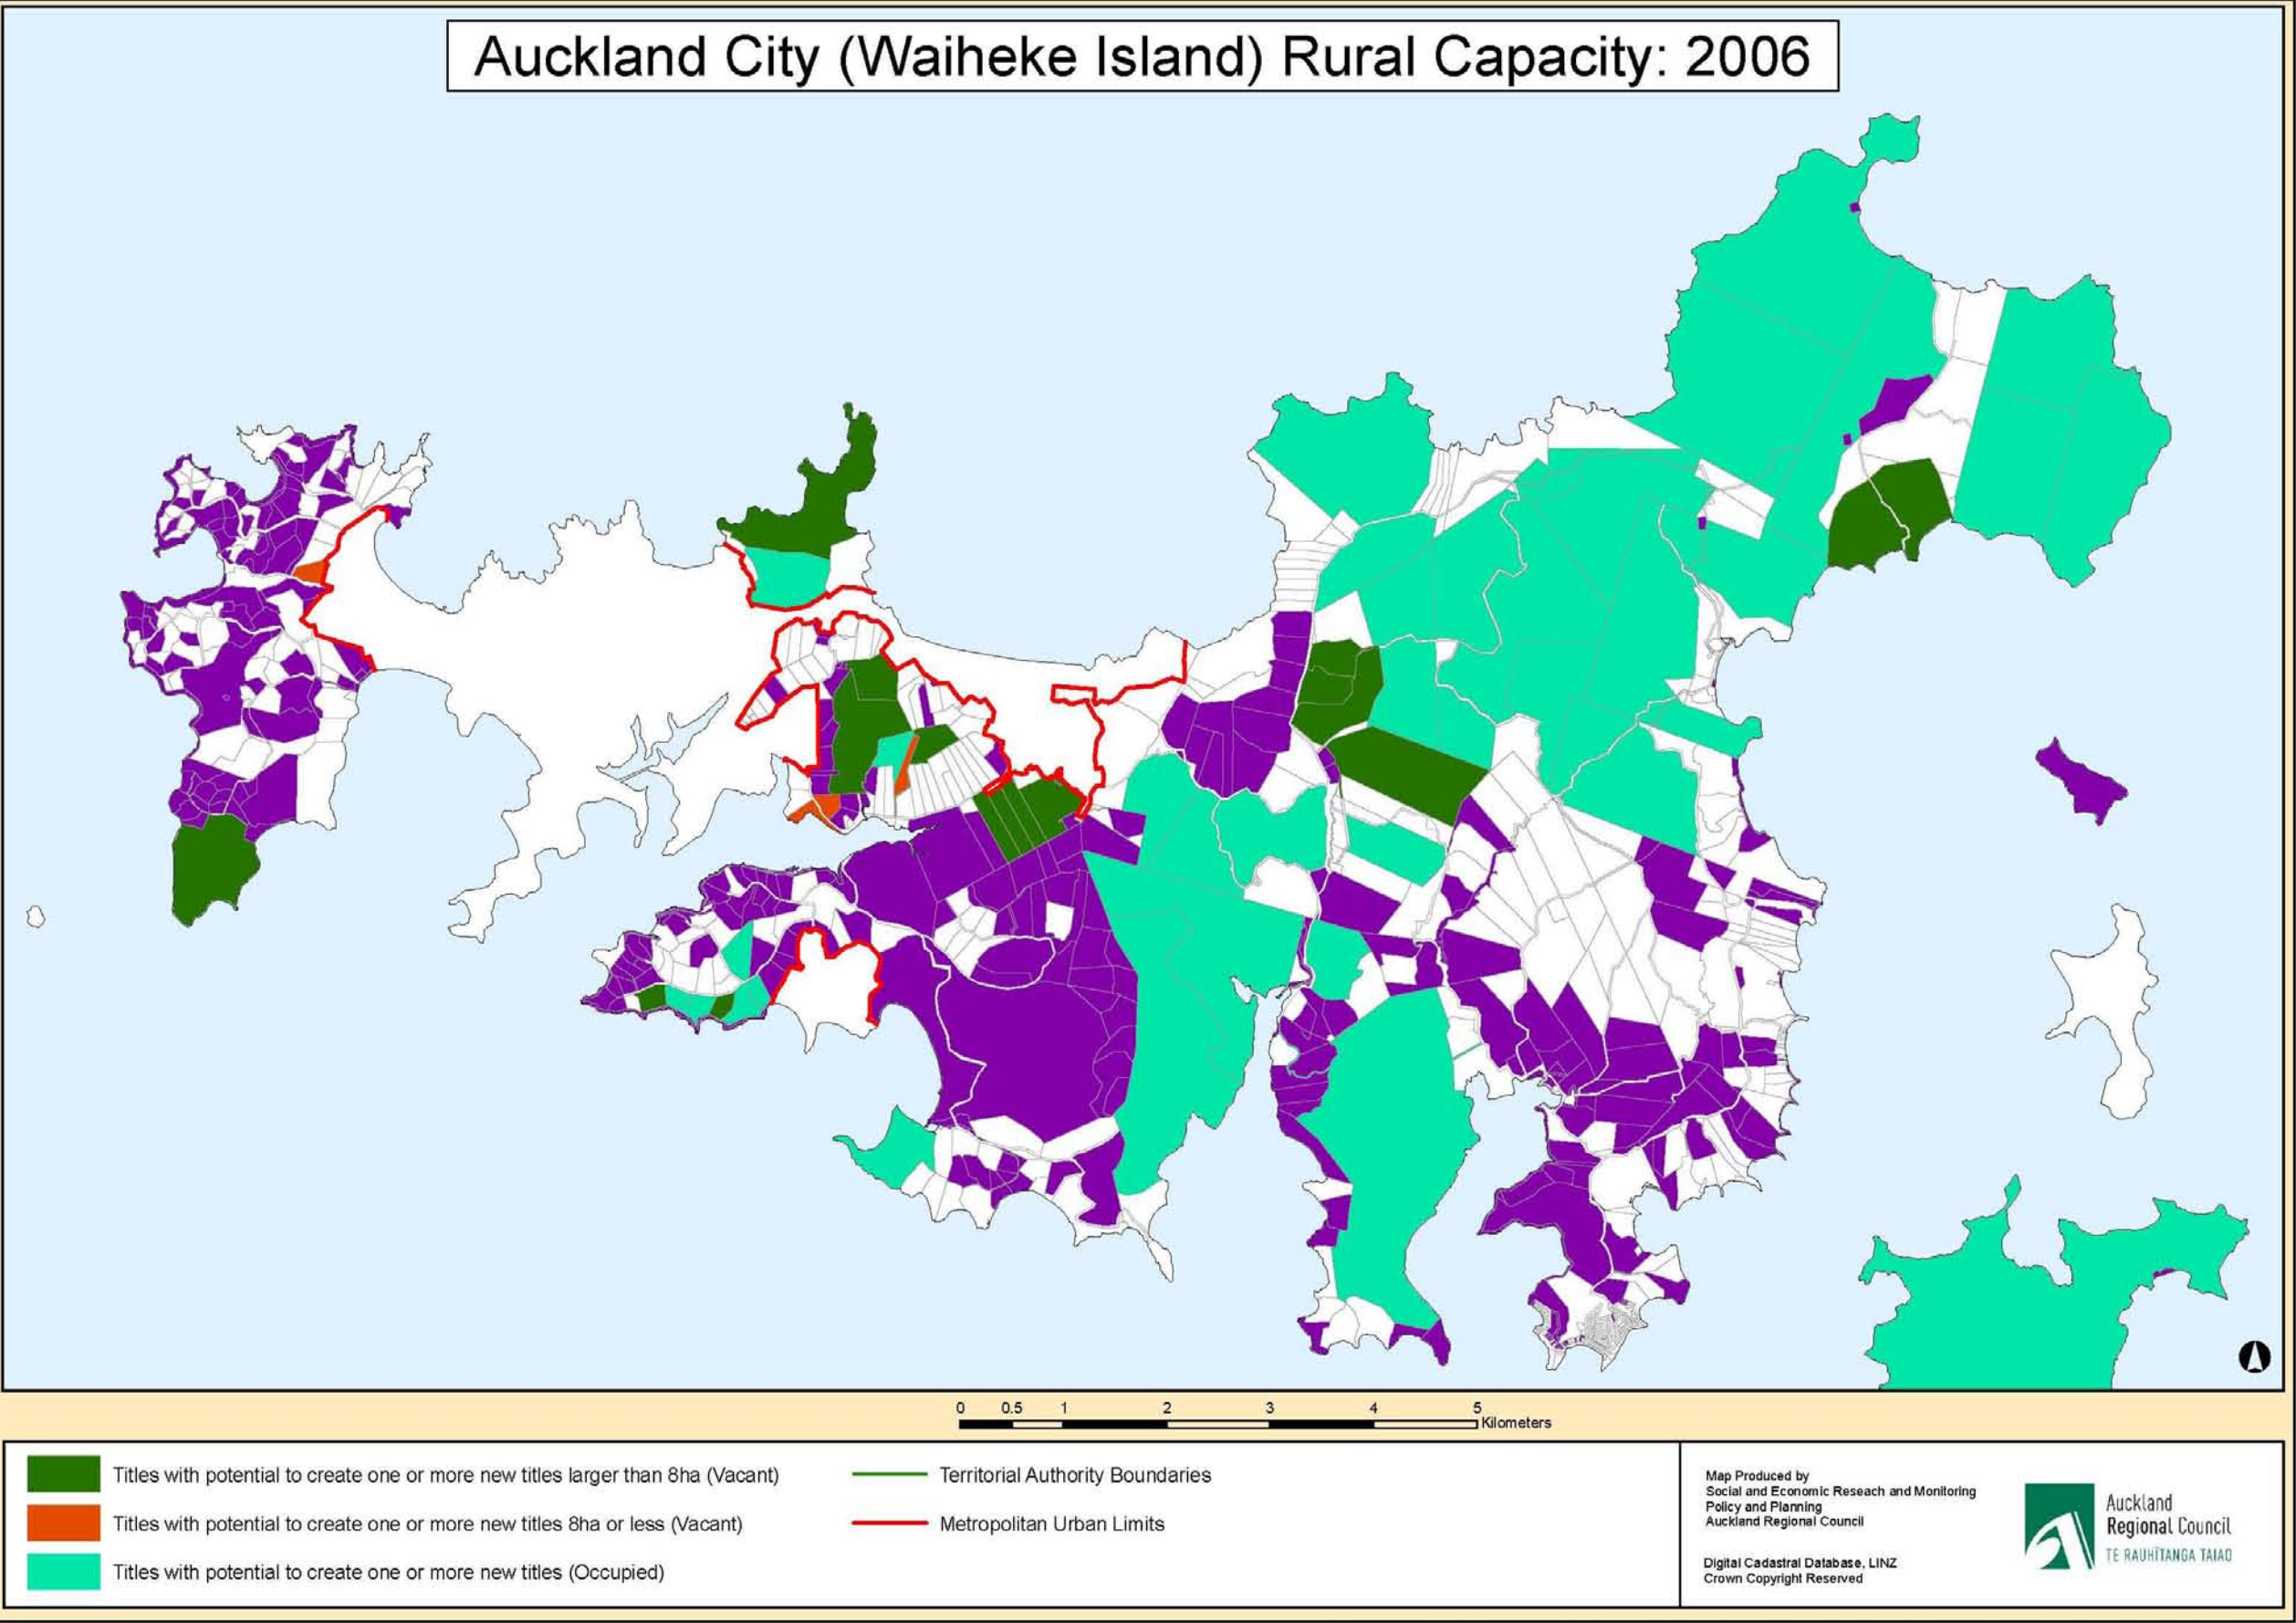 Auckland City (Waiheke Island) Rural Capacity: 2006
0 0.5 1 2 3 4 5
Kilometers
Titles with potential to create one or more new titles larger than 8ha (Vacant)
Titles with potential to create one or more new titles 8ha or less (Vacant)
Titles with potential to create one or more new titles (Occupied)
Territorial Authority Boundaries
Metropolitan Urban Limits
Map Produced by
Social and Economic Reseach and Monitoring
Policy and Planning
Auckland Regional Council
Digital Cadastral Database, LINZ
Crown Copyright Reserved
Auckland
Regional Council
TE RAUHĪTANGA TAIAO